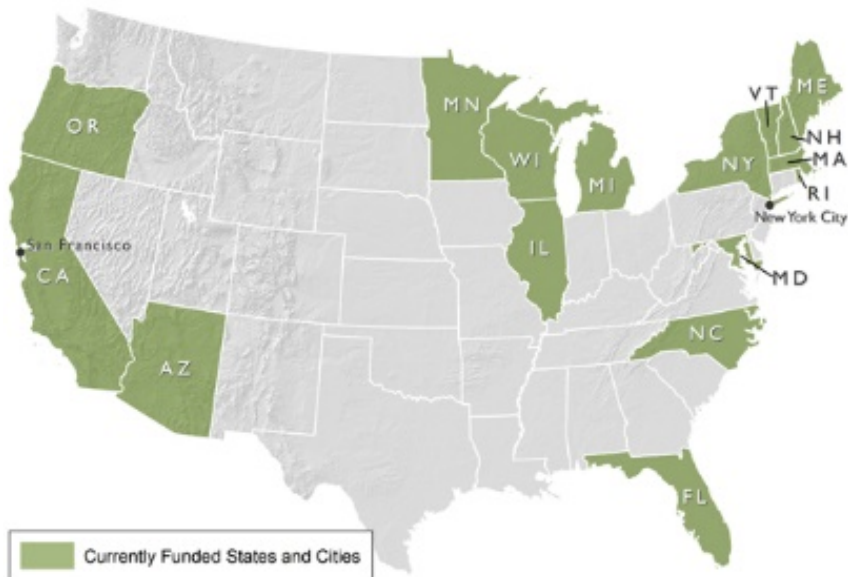 ME
VT
MN
OR
NH
WI
NY
MA
MI
RI
New York City
San Francisco
IL
CA
MD
NC
AZ
FL
Currently Funded States and Cities